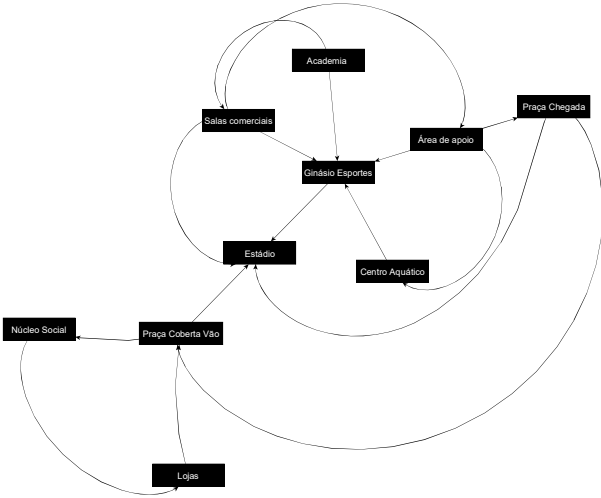 Academia
Praça Chegada
Salas comerciais
Área de apoio
Ginásio Esportes
Estádio
Centro Aquático
Núcleo Social
Praça Coberta Vão
Lojas